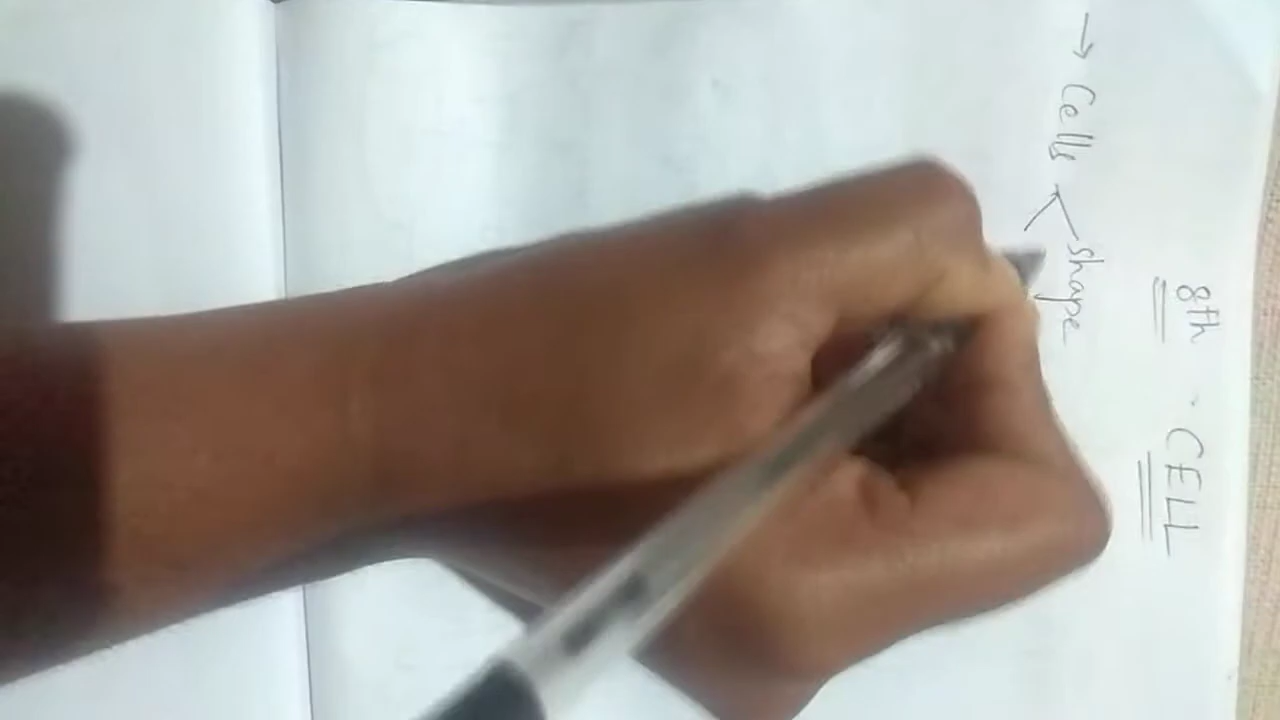 8th - CELL
→ Cells < Shape